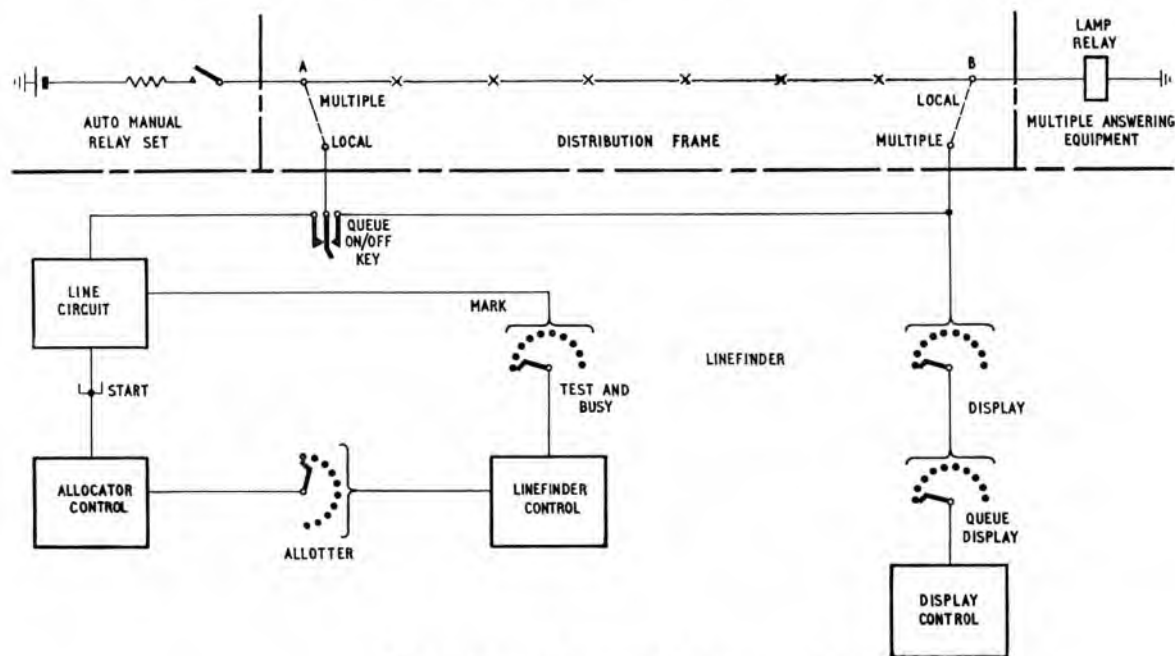 LAMP
RELAY
A
B
MULTIPLE
LOCAL
AUTO MANUAL
RELAY SET
LOCAL
DISTRIBUTION FRAME
MULTIPLE
MULTIPLE ANSWERING
EQUIPMENT
QUEUE
ON/OFF
KEY
LINE
CIRCUIT
MARK
LINEFINDER
TEST AND
BUSY
START
DISPLAY
ALLOCATOR
CONTROL
LINEFINDER
CONTROL
ALLOTTER
QUEUE
DISPLAY
DISPLAY
CONTROL